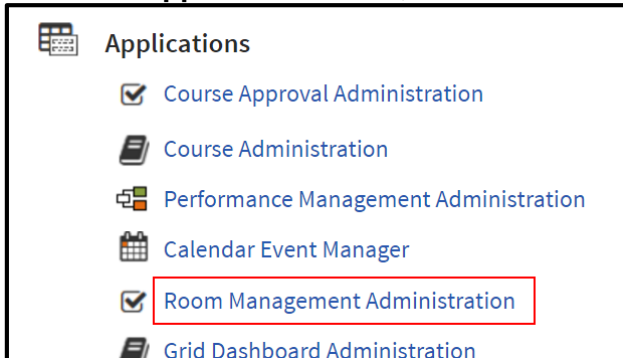 Applications
Course Approval Administration
Course Administration
Performance Management Administration
Calendar Event Manager
Room Management Administration
Grid Dashboard Administration